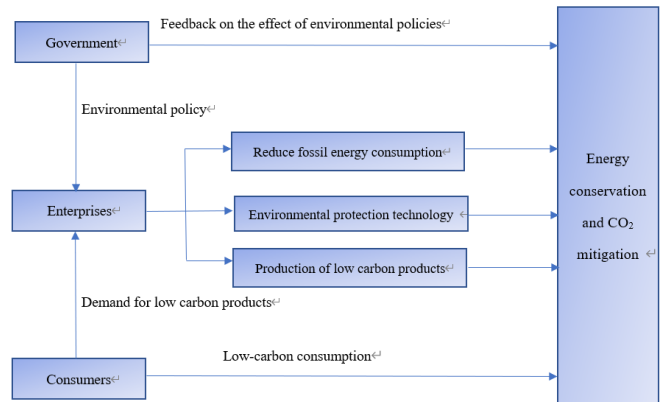 Feedback on the effect of environmental policies
Government
Environmental policy
Reduce fossil energy consumption
Energy
conservation
and CO₂
mitigation
Enterprises
Environmental protection technology
Production of low carbon products
Demand for low carbon products
Low-carbon consumption
Consumers